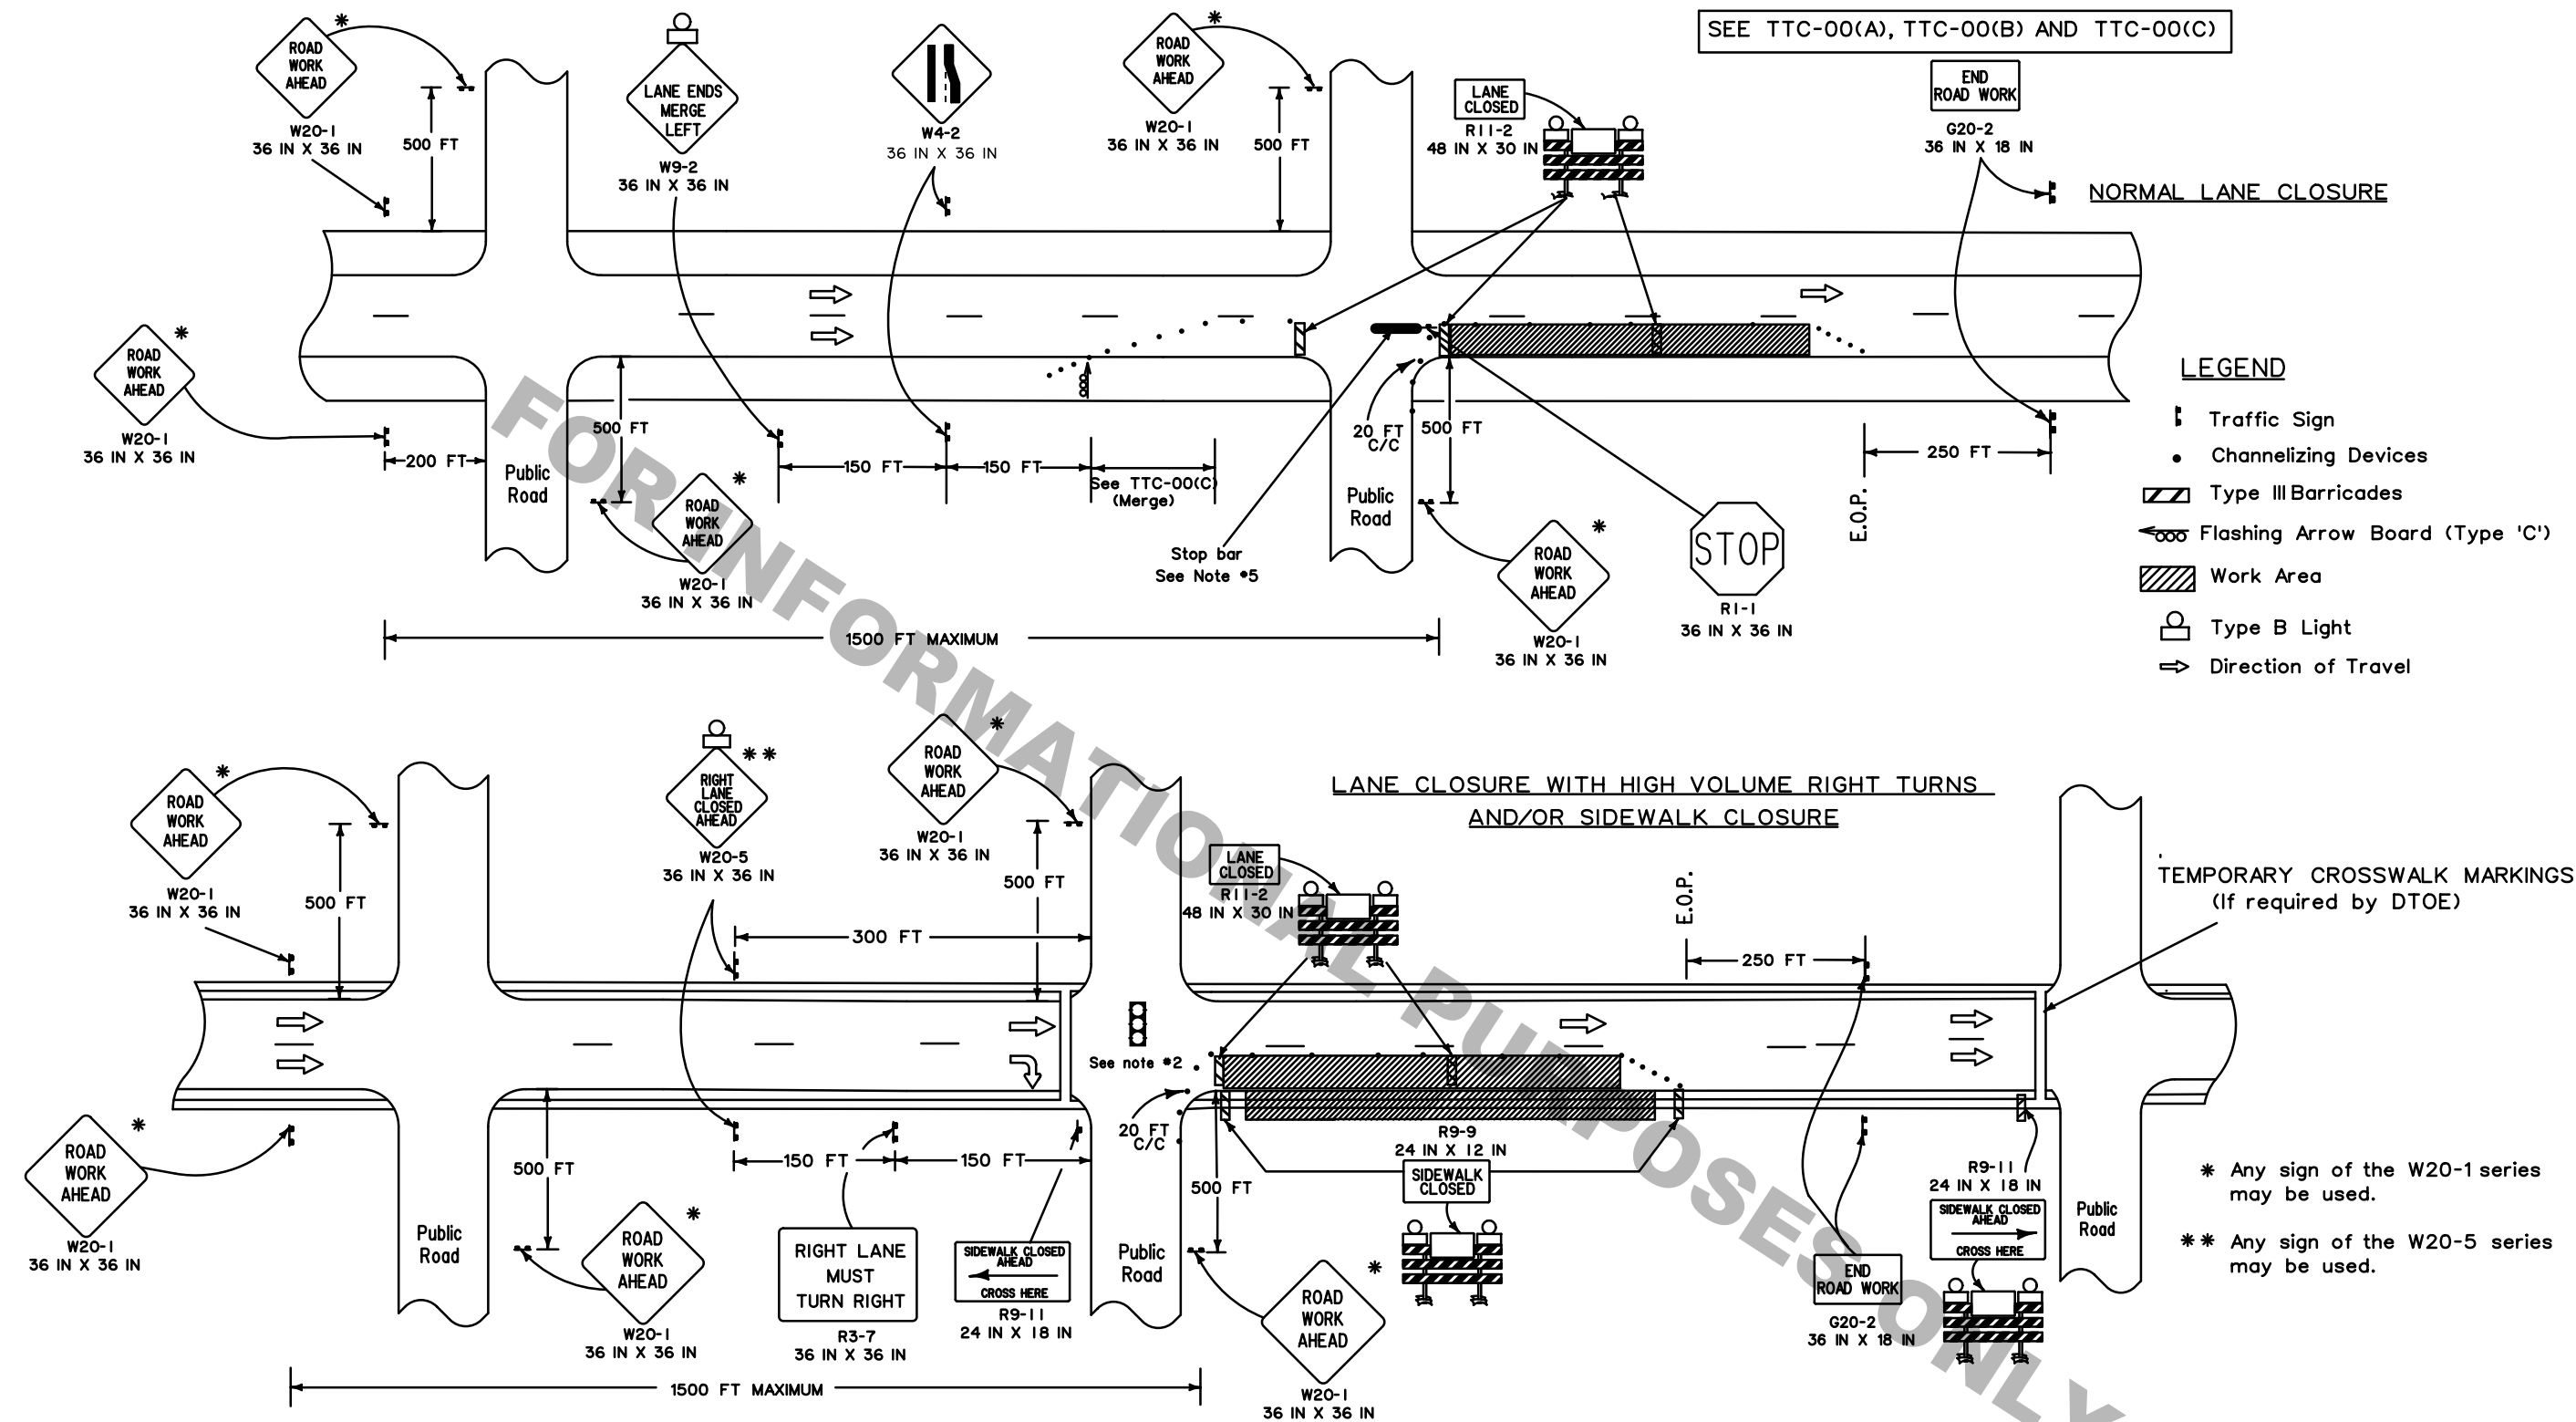 SEE TTC-00(A), TTC-00(B) AND TTC-00(C)
NORMAL LANE CLOSURE
*
ROAD
WORK
AHEAD
W20-1
36 IN X 36 IN
500 FT
LANE ENDS
MERGE
LEFT
W9-2
36 IN X 36 IN
W4-2
36 IN X 36 IN
*
ROAD
WORK
AHEAD
W20-1
36 IN X 36 IN
500 FT
LANE
CLOSED
R11-2
48 IN X 30 IN
END
ROAD WORK
G20-2
36 IN X 18 IN
*
ROAD
WORK
AHEAD
W20-1
36 IN X 36 IN
200 FT
Public
Road
500 FT
*
ROAD
WORK
AHEAD
W20-1
36 IN X 36 IN
150 FT
150 FT
See TTC-00(C)
(Merge)
20 FT
C/C
500 FT
Public
Road
Stop bar
See Note #5
*
ROAD
WORK
AHEAD
W20-1
36 IN X 36 IN
STOP
R1-1
36 IN X 36 IN
E.O.P.
250 FT
1500 FT MAXIMUM
LEGEND
Traffic Sign
Channelizing Devices
Type III Barricades
Flashing Arrow Board (Type 'C')
Work Area
Type B Light
Direction of Travel
LANE CLOSURE WITH HIGH VOLUME RIGHT TURNS
AND/OR SIDEWALK CLOSURE
*
ROAD
WORK
AHEAD
W20-1
36 IN X 36 IN
500 FT
* *
RIGHT
LANE
CLOSED
AHEAD
W20-5
36 IN X 36 IN
*
ROAD
WORK
AHEAD
W20-1
36 IN X 36 IN
500 FT
300 FT
LANE
CLOSED
R11-2
48 IN X 30 IN
E.O.P.
250 FT
TEMPORARY CROSSWALK MARKINGS
(If required by DTOE)
See note #2
20 FT
C/C
*
ROAD
WORK
AHEAD
W20-1
36 IN X 36 IN
Public
Road
500 FT
*
ROAD
WORK
AHEAD
W20-1
36 IN X 36 IN
150 FT
150 FT
RIGHT LANE
MUST
TURN RIGHT
R3-7
36 IN X 36 IN
SIDEWALK CLOSED
AHEAD
CROSS HERE
R9-11
24 IN X 18 IN
Public
Road
500 FT
*
ROAD
WORK
AHEAD
W20-1
36 IN X 36 IN
R9-9
24 IN X 12 IN
SIDEWALK
CLOSED
END
ROAD WORK
G20-2
36 IN X 18 IN
R9-11
24 IN X 18 IN
SIDEWALK CLOSED
AHEAD
CROSS HERE
Public
Road
1500 FT MAXIMUM
* Any sign of the W20-1 series
may be used.
* * Any sign of the W20-5 series
may be used.
FOR INFORMATIONAL PURPOSES ONLY